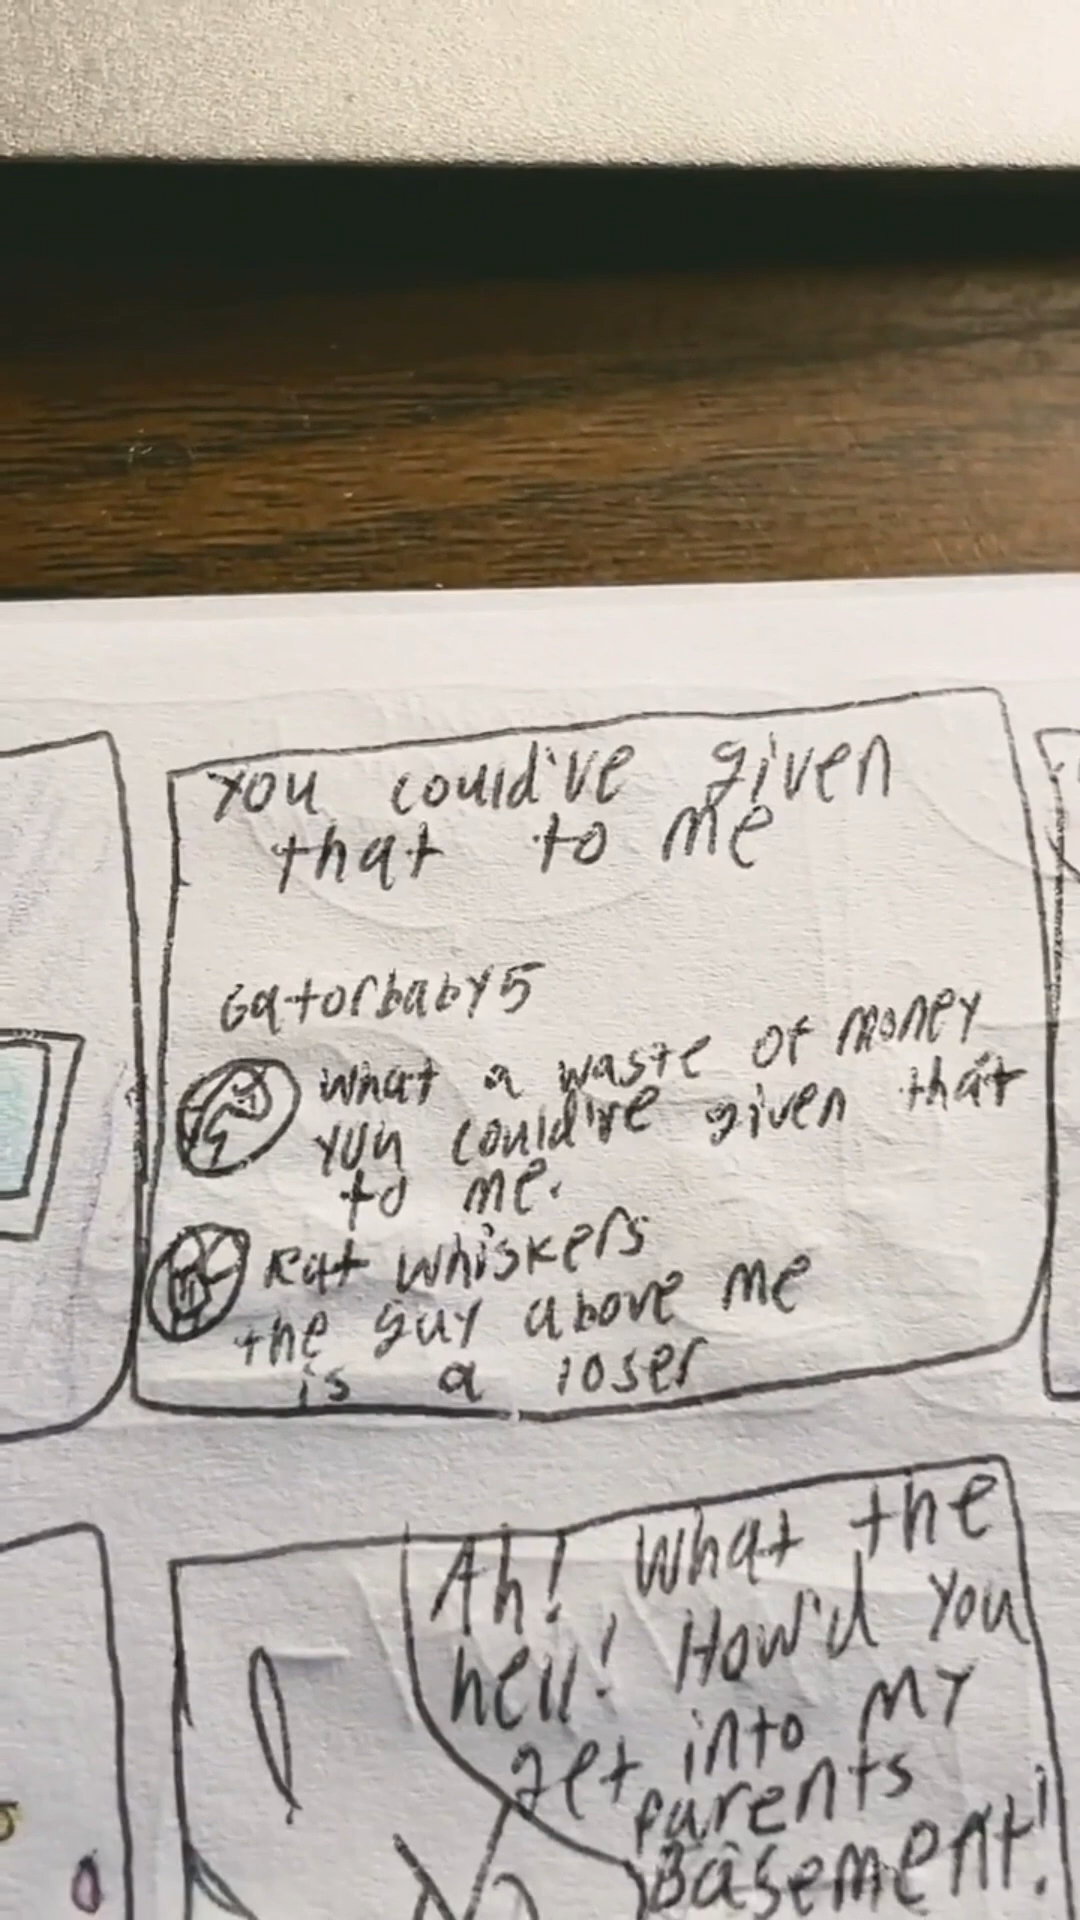 You could've given
that to me
Gatorbaby5
What a waste of money
you could've given that
to me.
Rat whiskers
the guy above me
is a loser
Ah! What the
hell! How'd you
get into my
parents
Basement!